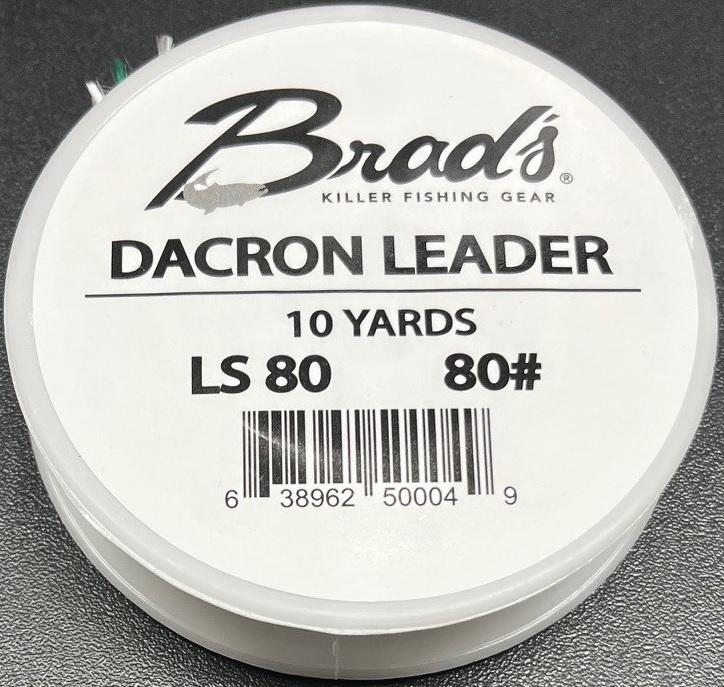 Brad's®
KILLER FISHING GEAR
DACRON LEADER
10 YARDS
LS 80 80#
6 38962 50004 9